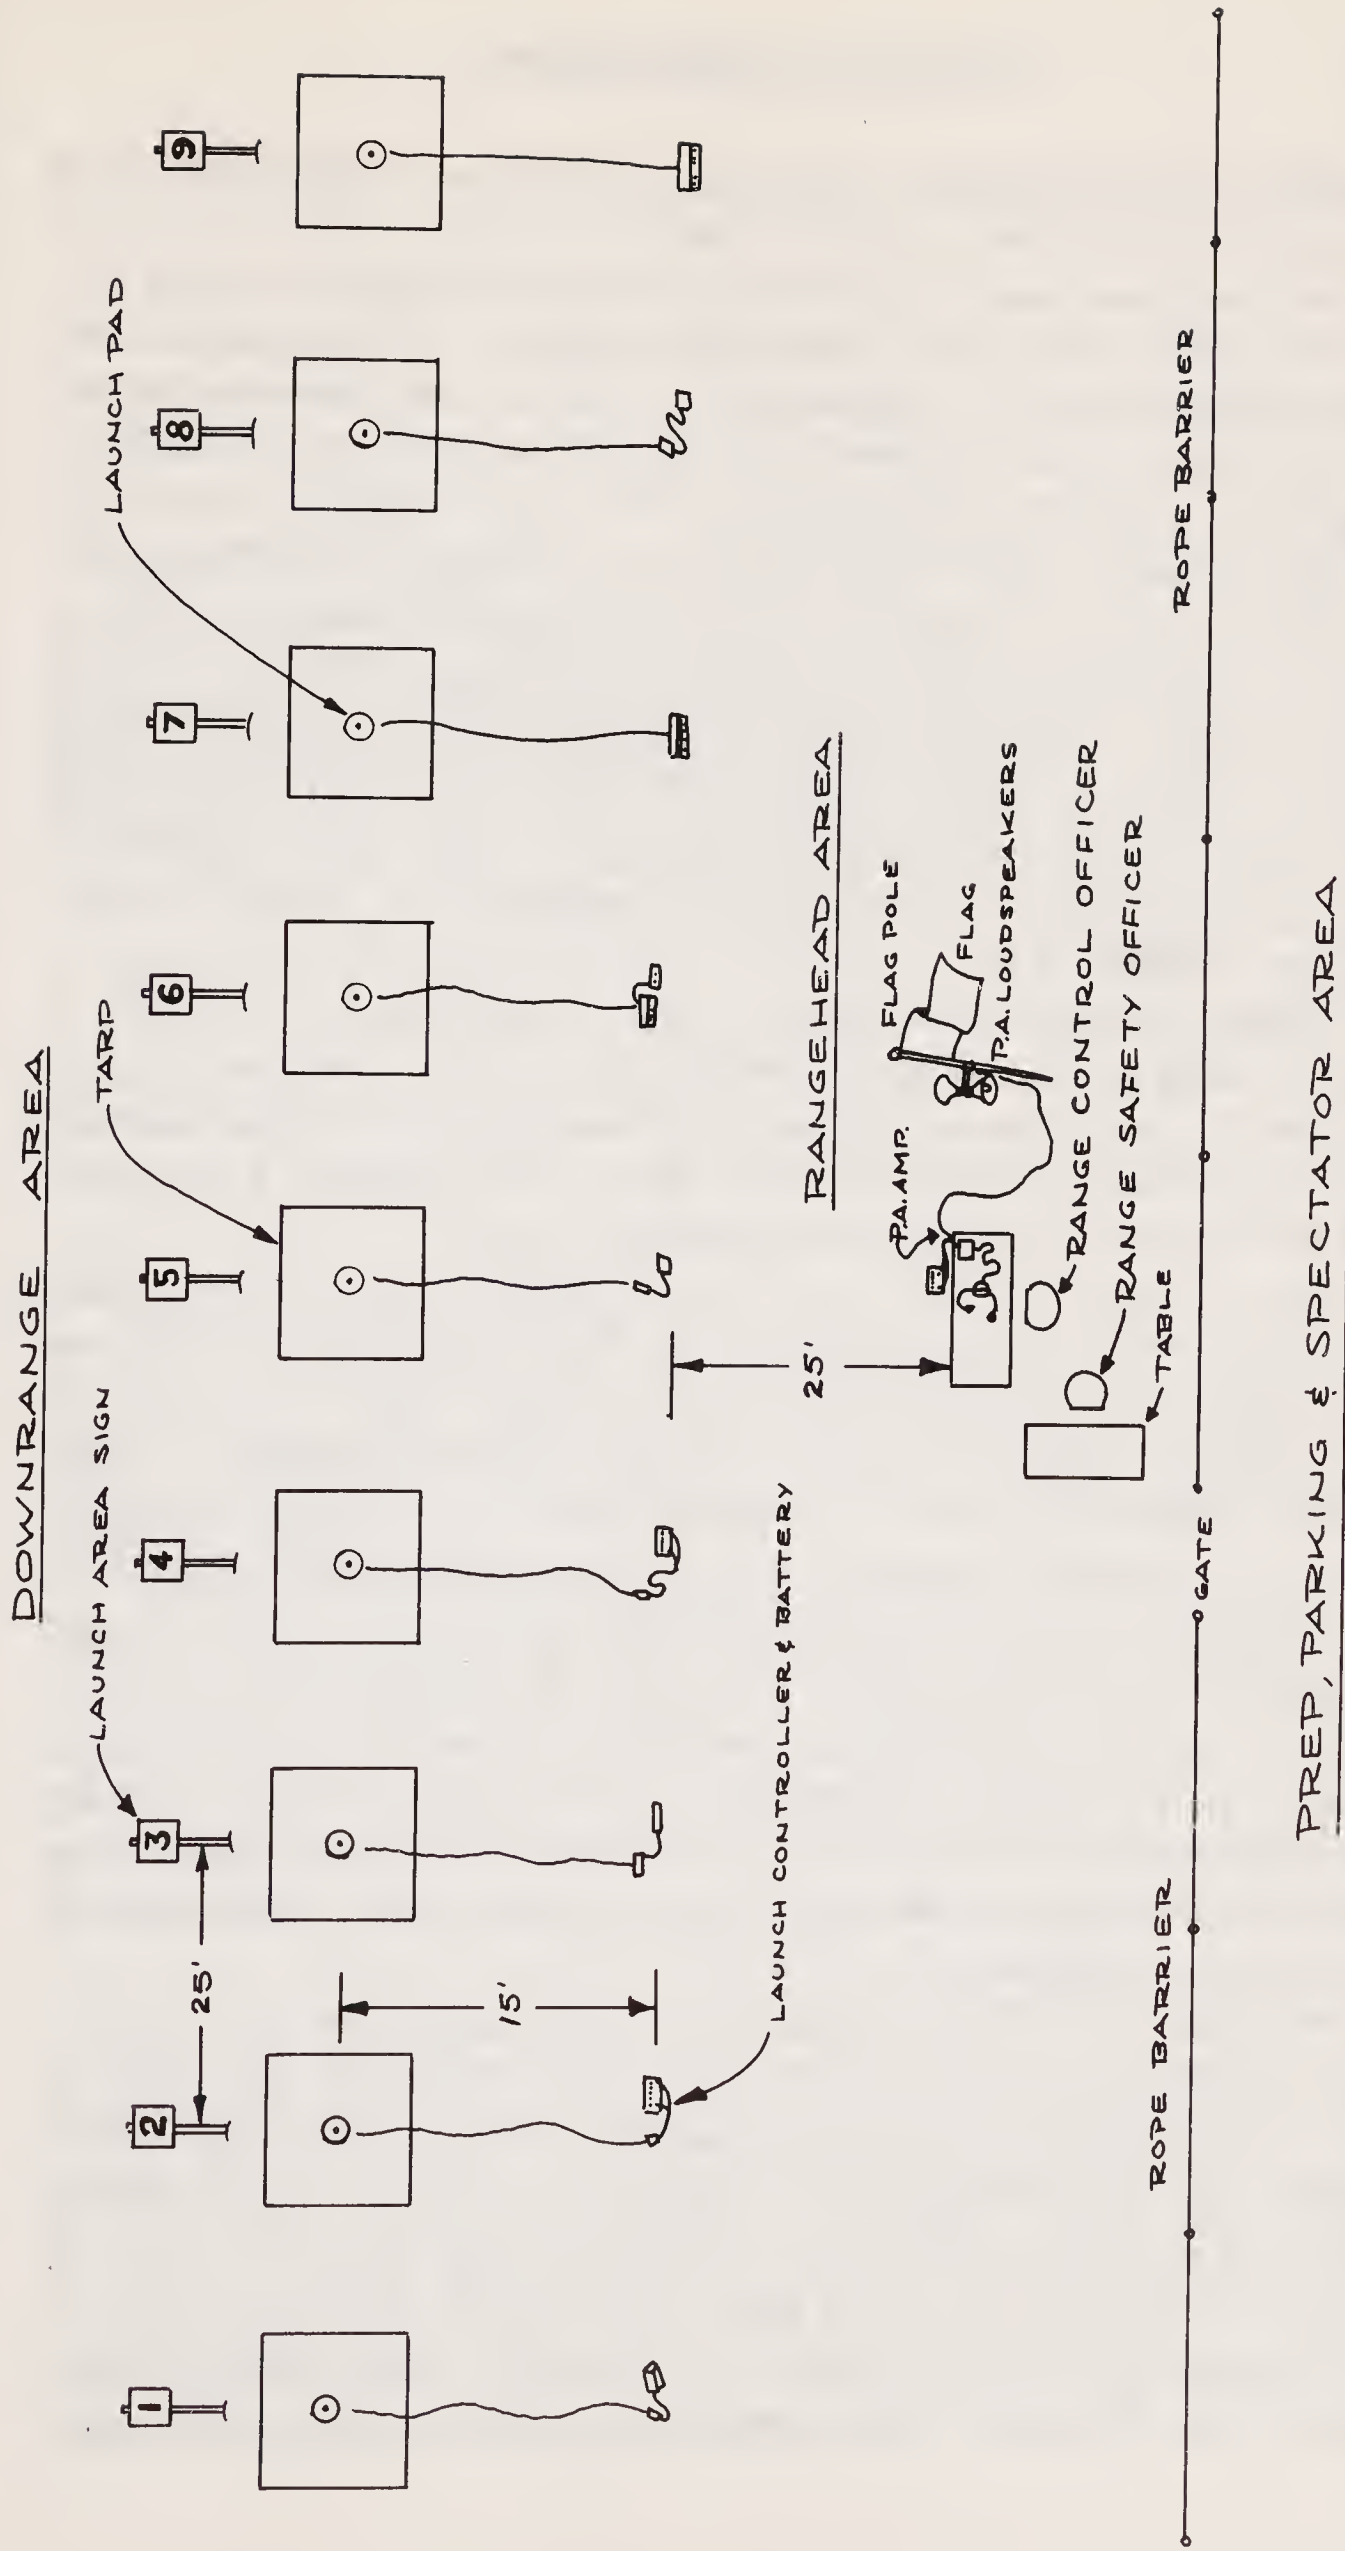 DOWNRANGE AREA
LAUNCH AREA SIGN
TARP
LAUNCH PAD
1
2
3
4
5
6
7
8
9
25'
15'
LAUNCH CONTROLLER & BATTERY
25'
RANGEHEAD AREA
P.A. AMP.
FLAG POLE
FLAG
P.A. LOUDSPEAKERS
RANGE CONTROL OFFICER
RANGE SAFETY OFFICER
TABLE
ROPE BARRIER
GATE
ROPE BARRIER
PREP, PARKING & SPECTATOR AREA